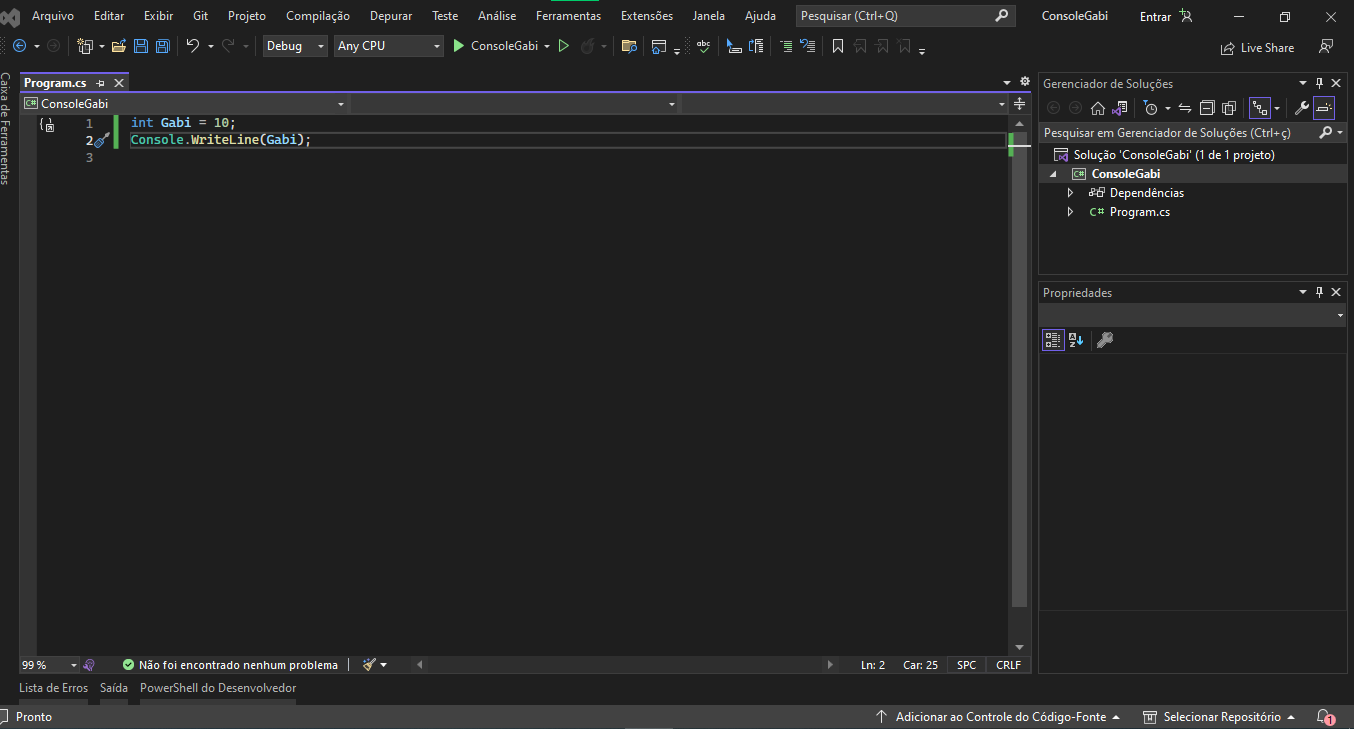 Arquivo Editar Exibir Git Projeto Compilação Depurar Teste Análise Ferramentas Extensões Janela Ajuda Pesquisar (Ctrl+Q) ConsoleGabi Entrar
Debug Any CPU ConsoleGabi abc Live Share
Caixa de Ferramentas
Program.cs
C# ConsoleGabi
1 int Gabi = 10;
2 Console.WriteLine(Gabi);
3
99 % Não foi encontrado nenhum problema Ln: 2 Car: 25 SPC CRLF
Gerenciador de Soluções
Pesquisar em Gerenciador de Soluções (Ctrl+ç)
Solução 'ConsoleGabi' (1 de 1 projeto)
C# ConsoleGabi
Dependências
C# Program.cs
Propriedades
AZ
Lista de Erros Saída PowerShell do Desenvolvedor
Pronto Adicionar ao Controle do Código-Fonte Selecionar Repositório 1